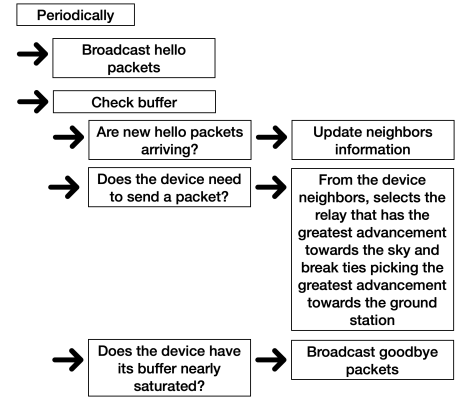 Periodically
Broadcast hello
packets
Check buffer
Are new hello packets
arriving?
Update neighbors
information
Does the device need
to send a packet?
From the device
neighbors, selects the
relay that has the
greatest advancement
towards the sky and
break ties picking the
greatest advancement
towards the ground
station
Does the device have
its buffer nearly
saturated?
Broadcast goodbye
packets